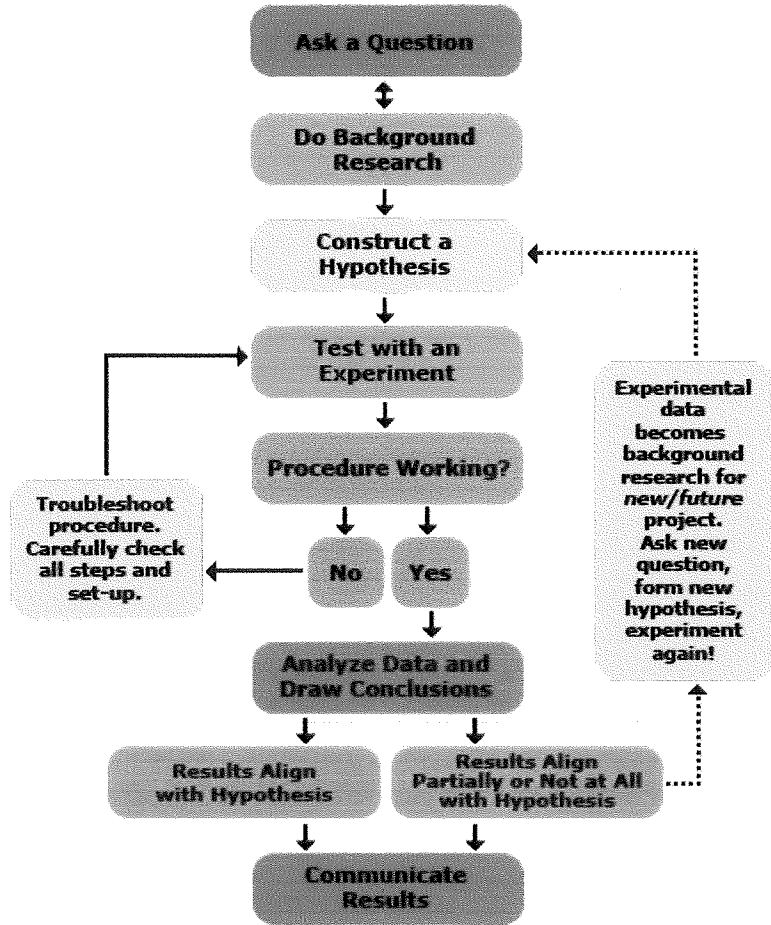 Ask a Question
Do Background
Research
Construct a
Hypothesis
Test with an
Experiment
Procedure Working?
No
Yes
Troubleshoot
procedure.
Carefully check
all steps and
set-up.
Analyze Data and
Draw Conclusions
Results Align
with Hypothesis
Results Align
Partially or Not at All
with Hypothesis
Experimental
data
becomes
background
research for
new/future
project.
Ask new
question,
form new
hypothesis,
experiment
again!
Communicate
Results